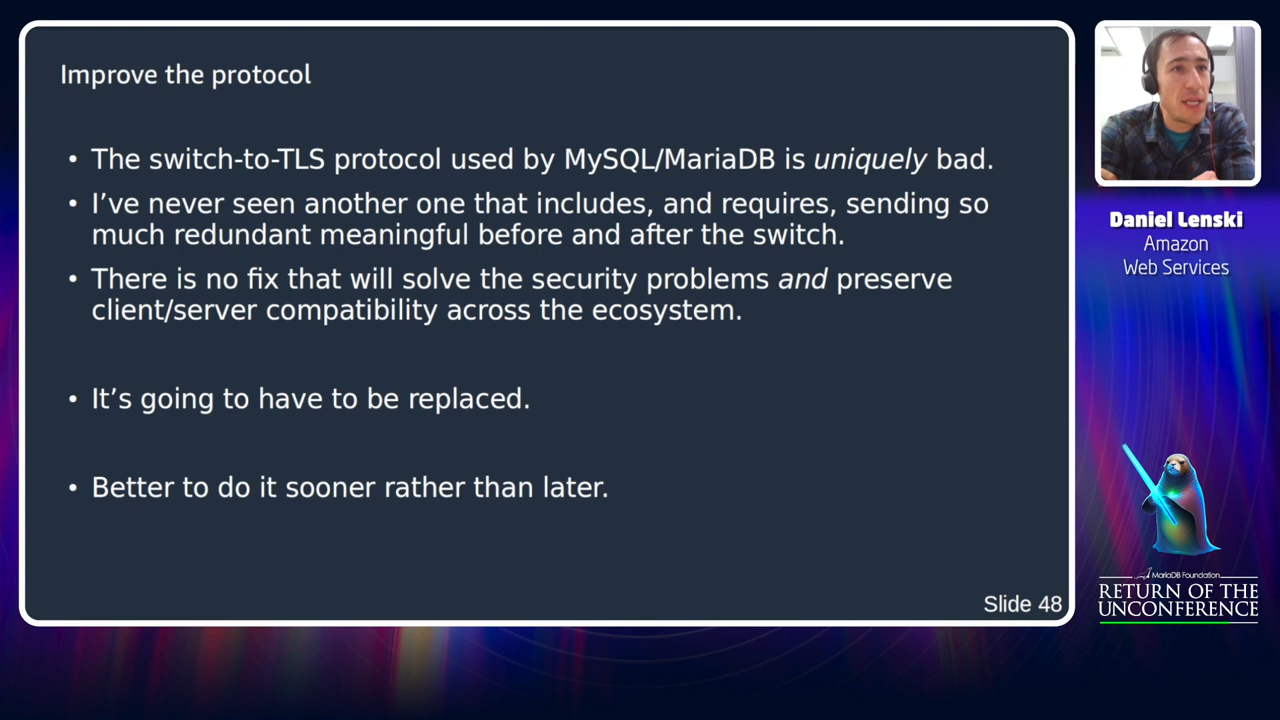 Improve the protocol
• The switch-to-TLS protocol used by MySQL/MariaDB is uniquely bad.
• I’ve never seen another one that includes, and requires, sending so
much redundant meaningful before and after the switch.
• There is no fix that will solve the security problems and preserve
client/server compatibility across the ecosystem.
• It’s going to have to be replaced.
• Better to do it sooner rather than later.
Slide 48
Daniel Lenski
Amazon
Web Services
MariaDB Foundation
RETURN OF THE
UNCONFERENCE